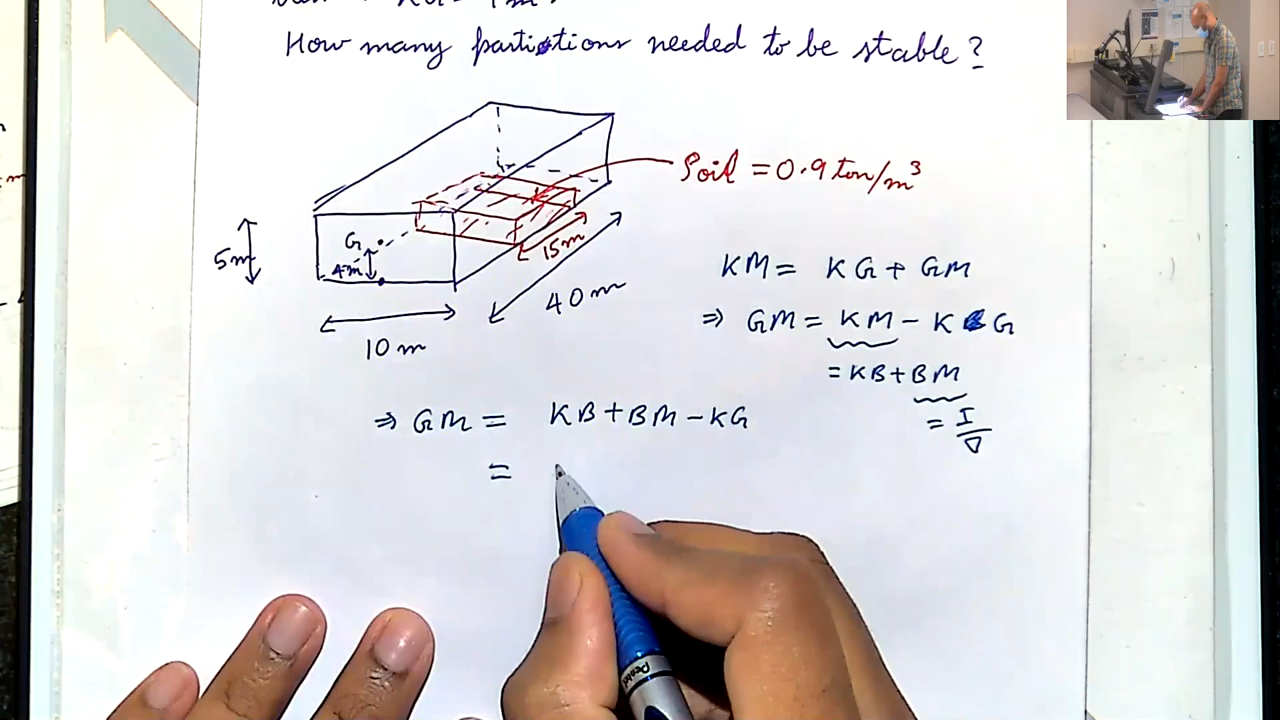 How many partitions needed to be stable?
ρoil = 0.9 ton/m³
G
5m
4m
15m
40m
10m
KM = KG + GM
⇒ GM = KM - KG
= KB + BM
= I/∇
⇒ GM = KB + BM - KG
=
Pentel